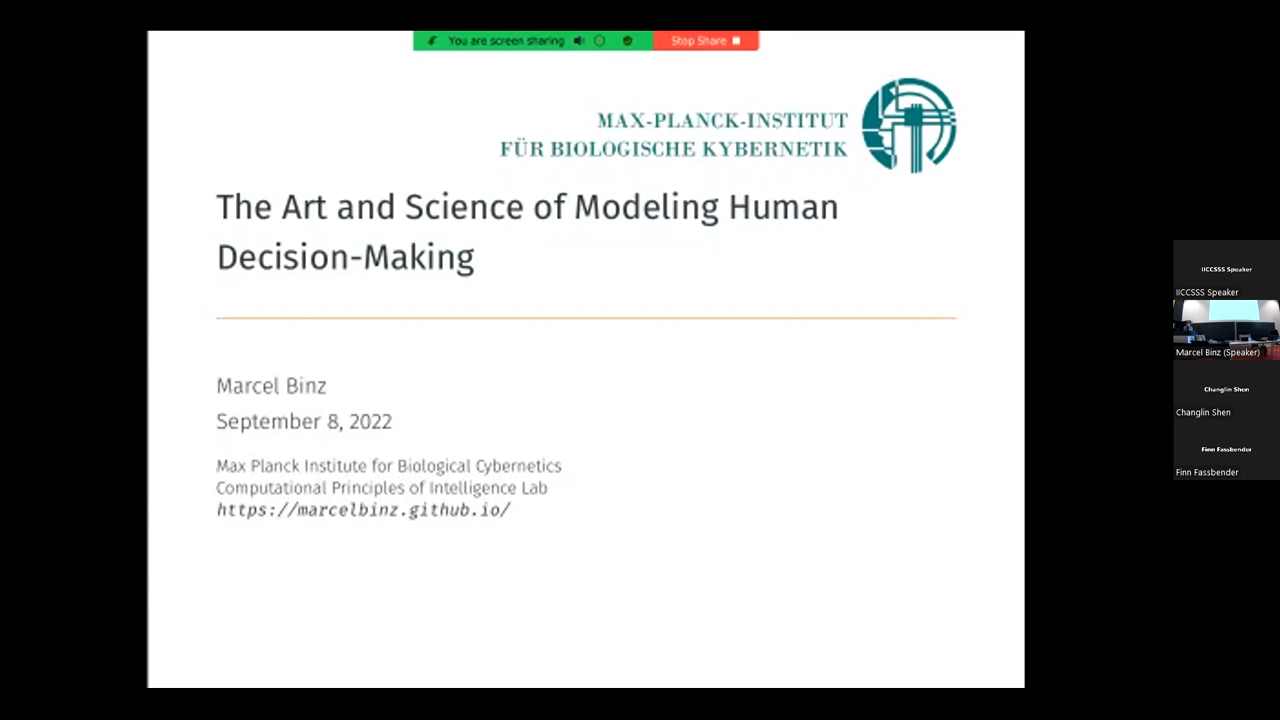 You are screen sharing
Stop Share
MAX-PLANCK-INSTITUT
FÜR BIOLOGISCHE KYBERNETIK
The Art and Science of Modeling Human
Decision-Making
Marcel Binz
September 8, 2022
Max Planck Institute for Biological Cybernetics
Computational Principles of Intelligence Lab
https://marcelbinz.github.io/
IICCSSS Speaker
IICCSSS Speaker
Marcel Binz (Speaker)
Changlin Shen
Changlin Shen
Finn Fassbender
Finn Fassbender